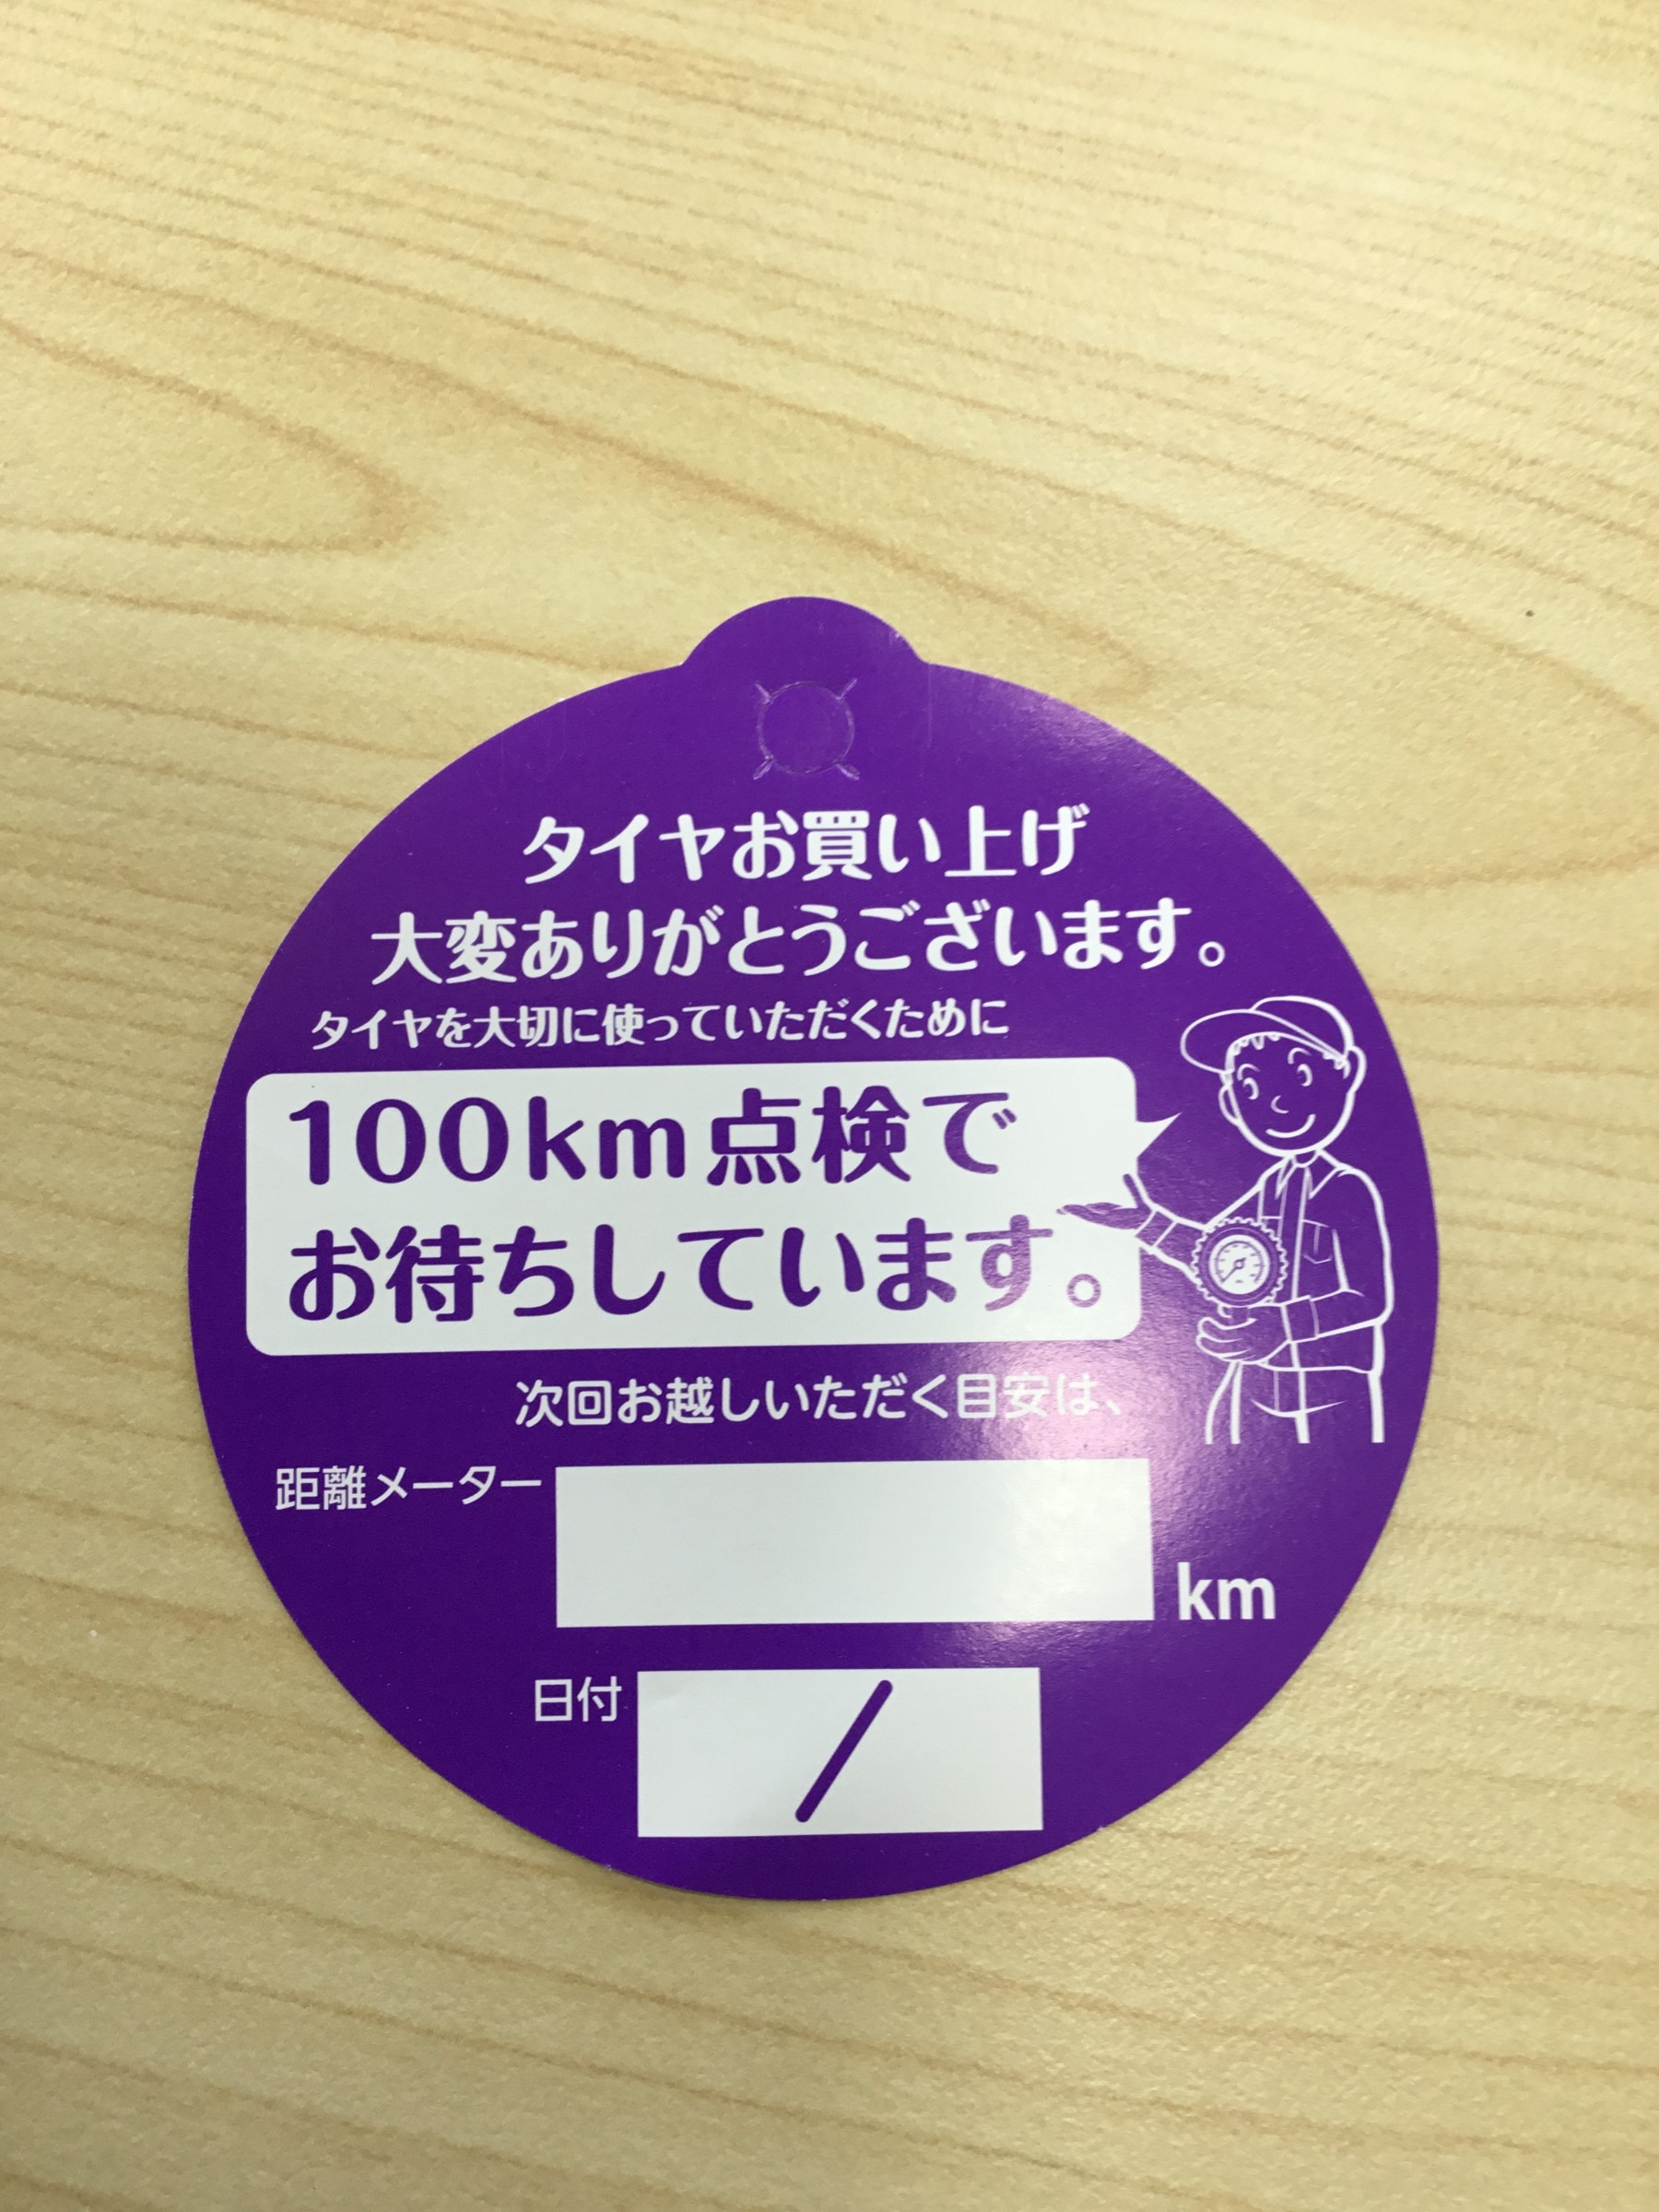 タイヤお買い上げ
大変ありがとうございます。
タイヤを大切に使っていただくために
100km点検で
お待ちしています。
次回お越しいただく目安は、
距離メーター
km
日付 /